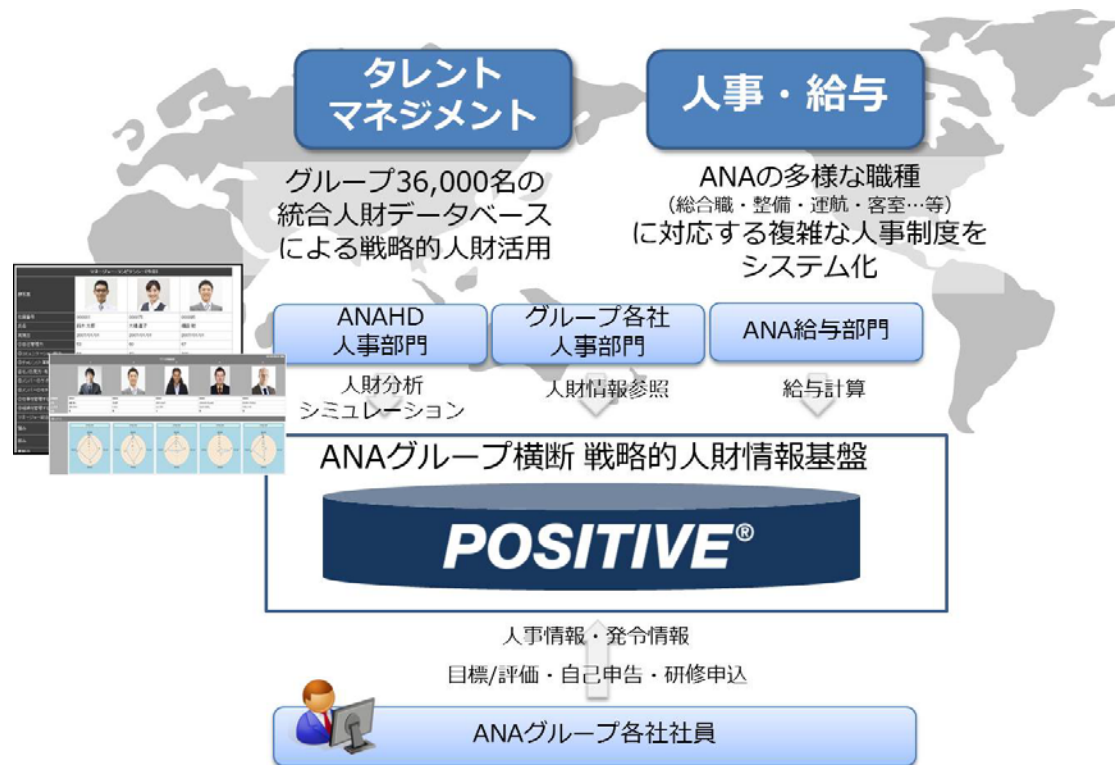 タレント
マネジメント
人事・給与
グループ36,000名の
統合人財データベース
による戦略的人財活用
ANAの多様な職種
（総合職・整備・運航・客室…等）
に対応する複雑な人事制度を
システム化
ANAHD
人事部門
グループ各社
人事部門
ANA給与部門
人財分析
シミュレーション
人財情報参照
給与計算
ANAグループ横断 戦略的人財情報基盤
POSITIVE®
人事情報・発令情報
目標/評価・自己申告・研修申込
ANAグループ各社社員